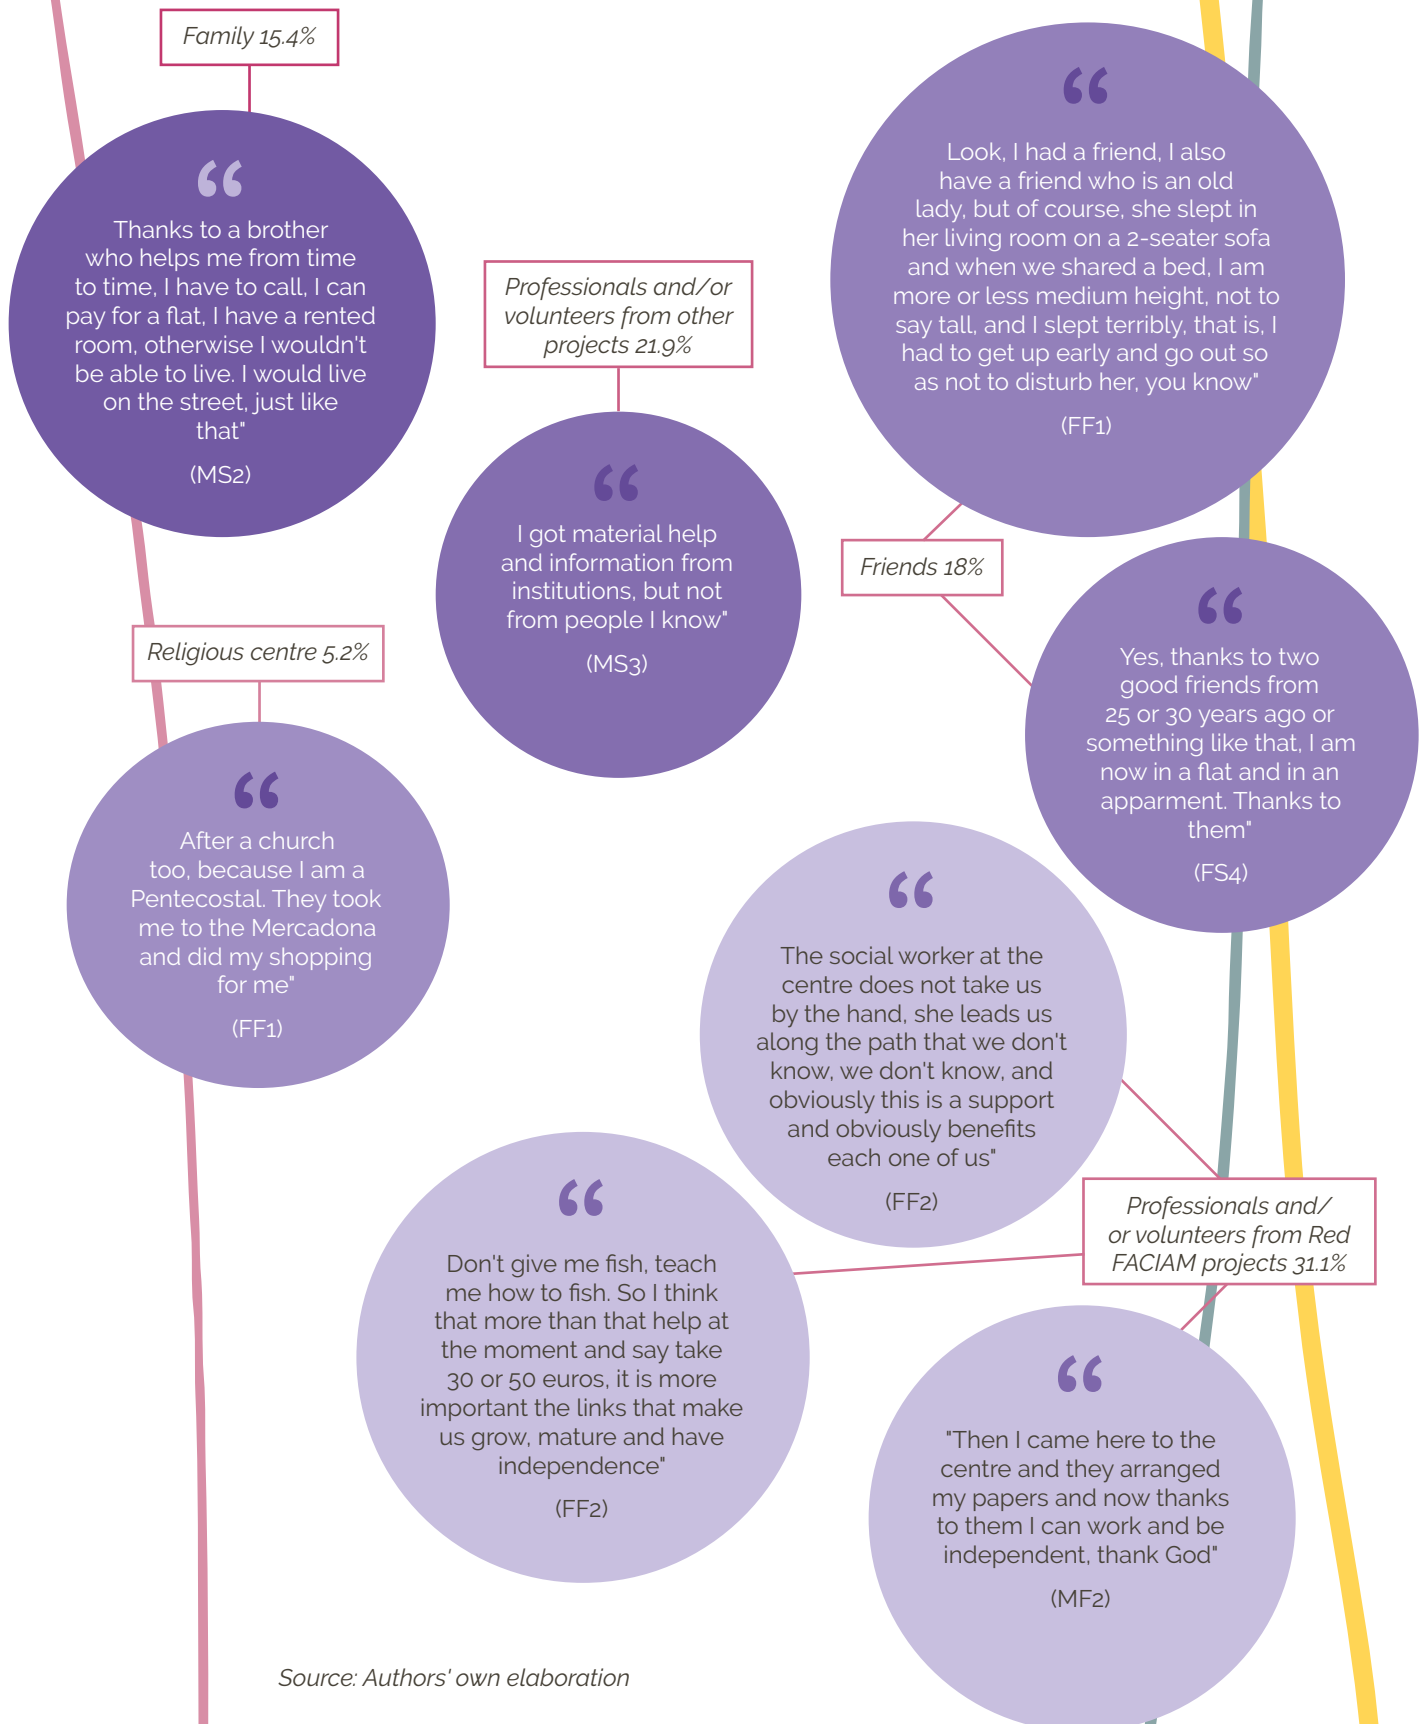 Family 15.4%
“
Thanks to a brother
who helps me from time
to time, I have to call, I can
pay for a flat, I have a rented
room, otherwise I wouldn't
be able to live. I would live
on the street, just like
that"
(MS2)
“
Look, I had a friend, I also
have a friend who is an old
lady, but of course, she slept in
her living room on a 2-seater sofa
and when we shared a bed, I am
more or less medium height, not to
say tall, and I slept terribly, that is, I
had to get up early and go out so
as not to disturb her, you know"
(FF1)
Professionals and/or
volunteers from other
projects 21.9%
“
I got material help
and information from
institutions, but not
from people I know"
(MS3)
Friends 18%
“
Yes, thanks to two
good friends from
25 or 30 years ago or
something like that, I am
now in a flat and in an
apparment. Thanks to
them"
(FS4)
Religious centre 5.2%
“
After a church
too, because I am a
Pentecostal. They took
me to the Mercadona
and did my shopping
for me"
(FF1)
“
The social worker at the
centre does not take us
by the hand, she leads us
along the path that we don't
know, we don't know, and
obviously this is a support
and obviously benefits
each one of us"
(FF2)
Professionals and/
or volunteers from Red
FACIAM projects 31.1%
“
Don't give me fish, teach
me how to fish. So I think
that more than that help at
the moment and say take
30 or 50 euros, it is more
important the links that make
us grow, mature and have
independence"
(FF2)
“
"Then I came here to the
centre and they arranged
my papers and now thanks
to them I can work and be
independent, thank God"
(MF2)
Source: Authors' own elaboration